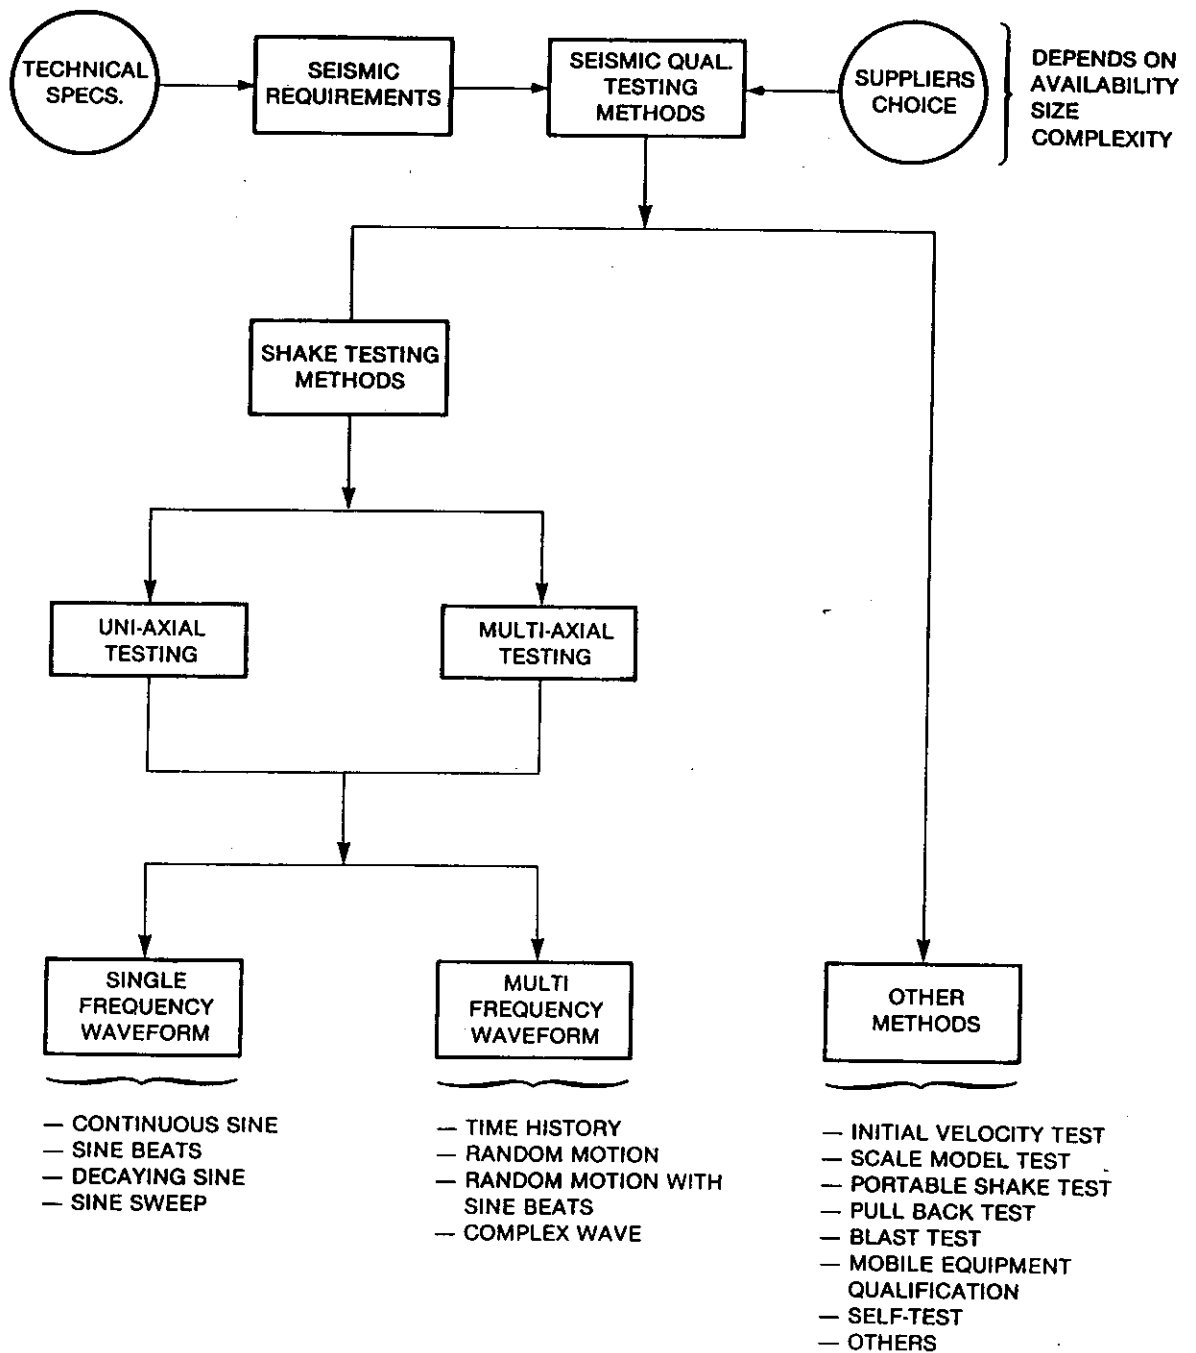 TECHNICAL
SPECS.
SEISMIC
REQUIREMENTS
SEISMIC QUAL.
TESTING
METHODS
SUPPLIERS
CHOICE
DEPENDS ON
AVAILABILITY
SIZE
COMPLEXITY
SHAKE TESTING
METHODS
UNI-AXIAL
TESTING
MULTI-AXIAL
TESTING
SINGLE
FREQUENCY
WAVEFORM
MULTI
FREQUENCY
WAVEFORM
OTHER
METHODS
— CONTINUOUS SINE
— SINE BEATS
— DECAYING SINE
— SINE SWEEP
— TIME HISTORY
— RANDOM MOTION
— RANDOM MOTION WITH
SINE BEATS
— COMPLEX WAVE
— INITIAL VELOCITY TEST
— SCALE MODEL TEST
— PORTABLE SHAKE TEST
— PULL BACK TEST
— BLAST TEST
— MOBILE EQUIPMENT
QUALIFICATION
— SELF-TEST
— OTHERS